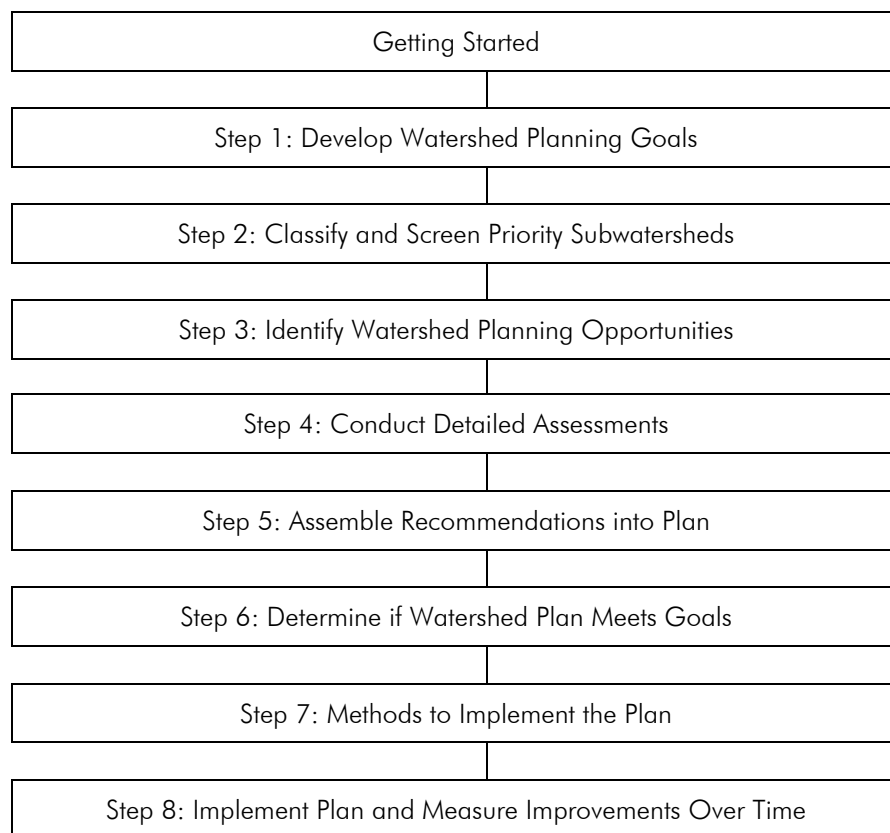 Getting Started
Step 1: Develop Watershed Planning Goals
Step 2: Classify and Screen Priority Subwatersheds
Step 3: Identify Watershed Planning Opportunities
Step 4: Conduct Detailed Assessments
Step 5: Assemble Recommendations into Plan
Step 6: Determine if Watershed Plan Meets Goals
Step 7: Methods to Implement the Plan
Step 8: Implement Plan and Measure Improvements Over Time